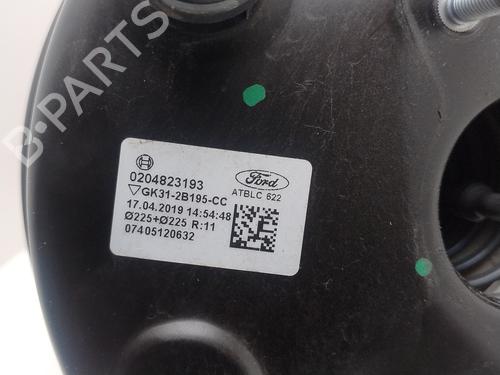 B-PARTS
0204823193
▽GK31-2B195-CC
17.04.2019 14:54:48
Ø225+Ø225 R:11
07405120632
Ford
ATBLC 622